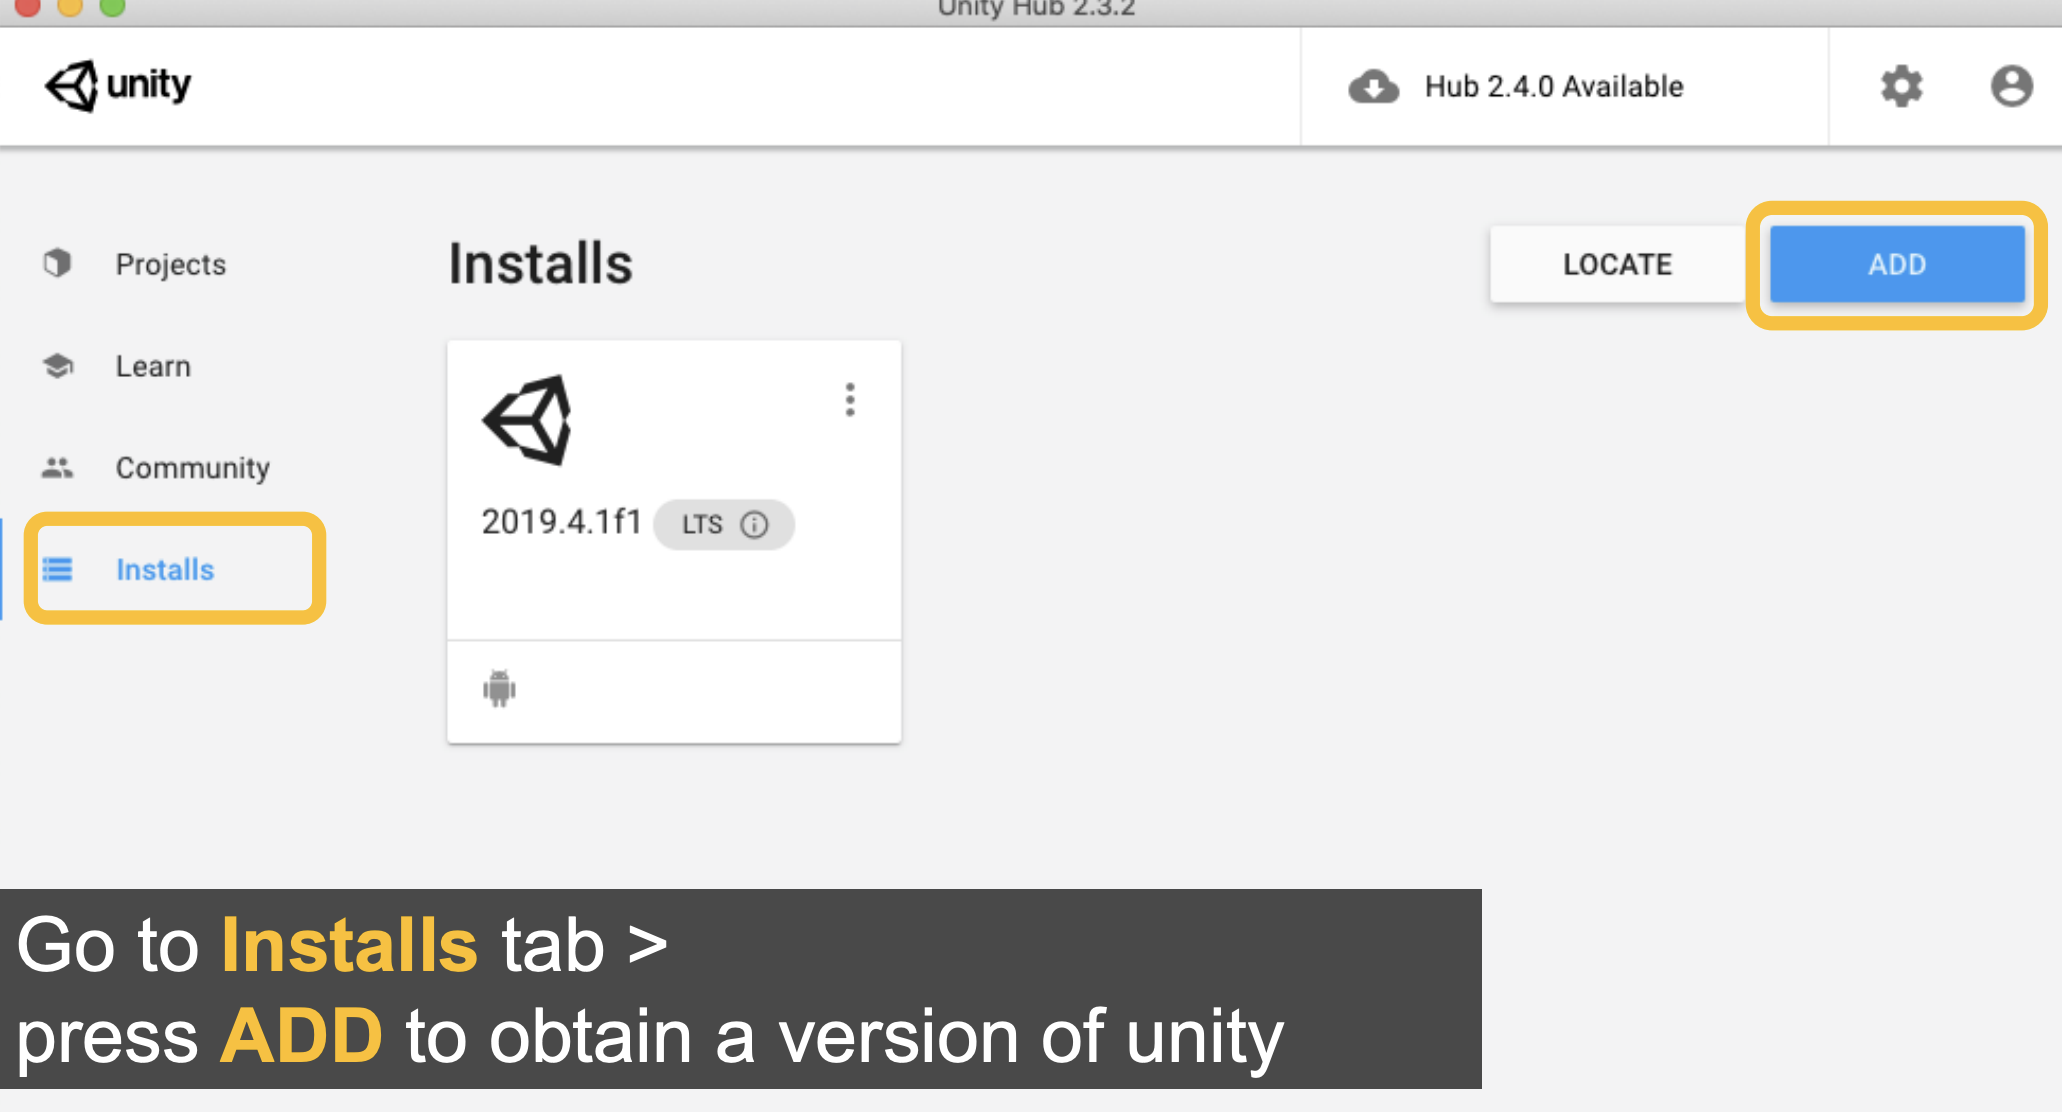 Unity Hub 2.3.2
unity
Hub 2.4.0 Available
Projects
Installs
LOCATE
ADD
Learn
Community
2019.4.1f1 LTS
Installs
Go to Installs tab >
press ADD to obtain a version of unity